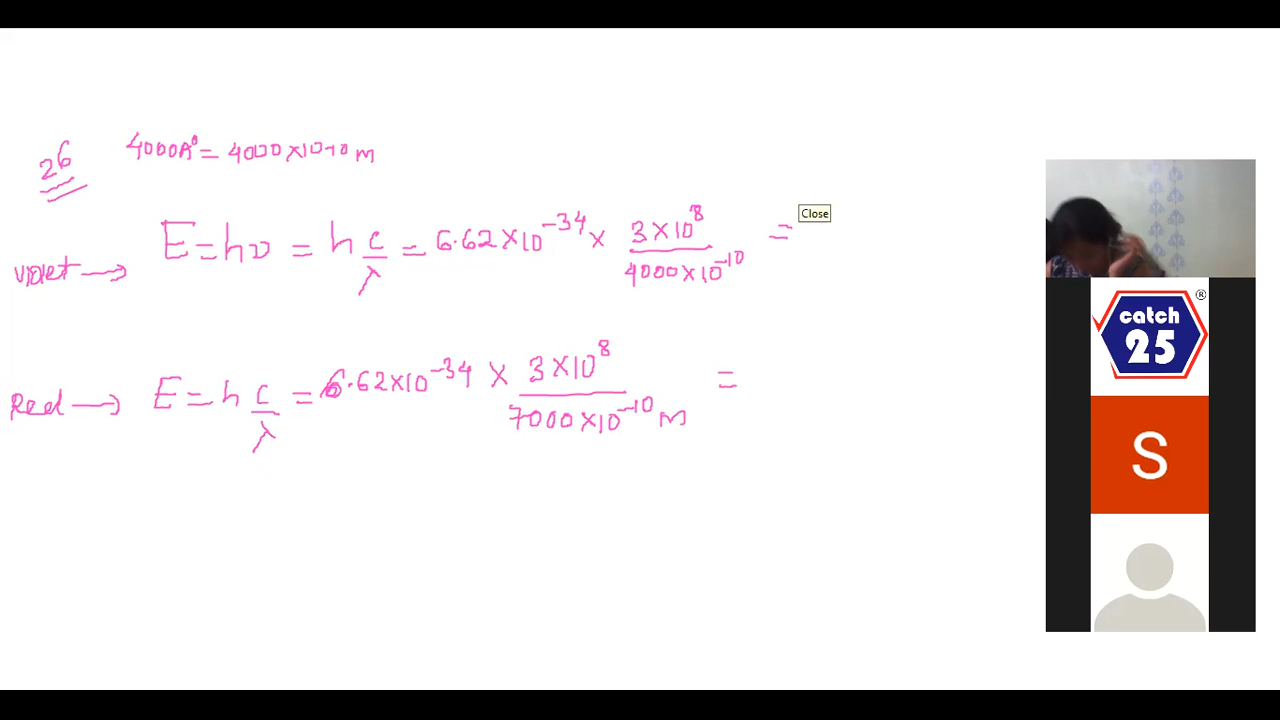 26 4000A⁰ = 4000×10-10 m
Violet → E=hν = h c/λ = 6.62×10⁻³⁴ × 3×10⁸/4000×10⁻¹⁰ =
Close
Red → E = h c/λ = 6.62×10⁻³⁴ × 3×10⁸/7000×10⁻¹⁰ m =
catch ®
25
S